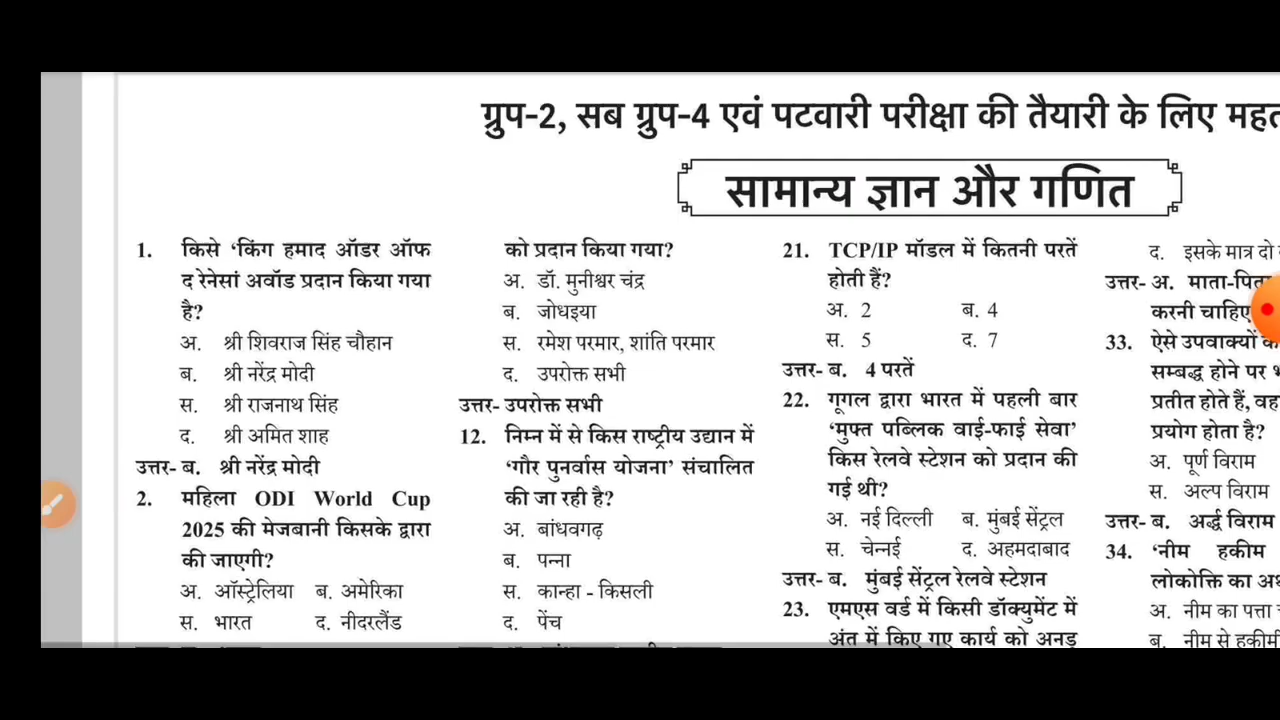 ग्रुप-2, सब ग्रुप-4 एवं पटवारी परीक्षा की तैयारी के लिए
सामान्य ज्ञान और गणित
1. किसे ‘किंग हमाद ऑडर ऑफ
द रेनेसां अवॉड प्रदान किया गया
है?
अ. श्री शिवराज सिंह चौहान
ब. श्री नरेंद्र मोदी
स. श्री राजनाथ सिंह
द. श्री अमित शाह
उत्तर- ब. श्री नरेंद्र मोदी
2. महिला ODI World Cup
2025 की मेजबानी किसके द्वारा
की जाएगी?
अ. ऑस्ट्रेलिया ब. अमेरिका
स. भारत द. नीदरलैंड
को प्रदान किया गया?
अ. डॉ. मुनीश्वर चंद्र
ब. जोधइया
स. रमेश परमार, शांति परमार
द. उपरोक्त सभी
उत्तर- उपरोक्त सभी
12. निम्न में से किस राष्ट्रीय उद्यान में
‘गौर पुनर्वास योजना’ संचालित
की जा रही है?
अ. बांधवगढ़
ब. पन्ना
स. कान्हा - किसली
द. पेंच
21. TCP/IP मॉडल में कितनी परतें
होती हैं?
अ. 2 ब. 4
स. 5 द. 7
उत्तर- ब. 4 परतें
22. गूगल द्वारा भारत में पहली बार
‘मुफ्त पब्लिक वाई-फाई सेवा’
किस रेलवे स्टेशन को प्रदान की
गई थी?
अ. नई दिल्ली ब. मुंबई सेंट्रल
स. चेन्नई द. अहमदाबाद
उत्तर- ब. मुंबई सेंट्रल रेलवे स्टेशन
23. एमएस वर्ड में किसी डॉक्युमेंट में
अंत में किए गए कार्य को अनडू
द. इसके मात्र दो
उत्तर- अ. माता-पिता
करनी चाहिए
33. ऐसे उपवाक्यों
सम्बद्ध होने पर
प्रतीत होते हैं, वह
प्रयोग होता है?
अ. पूर्ण विराम
स. अल्प विराम
उत्तर- ब. अर्द्ध विराम
34. ‘नीम हकीम
लोकोक्ति का
अ. नीम का पत्ता
ब. नीम से हकीमी